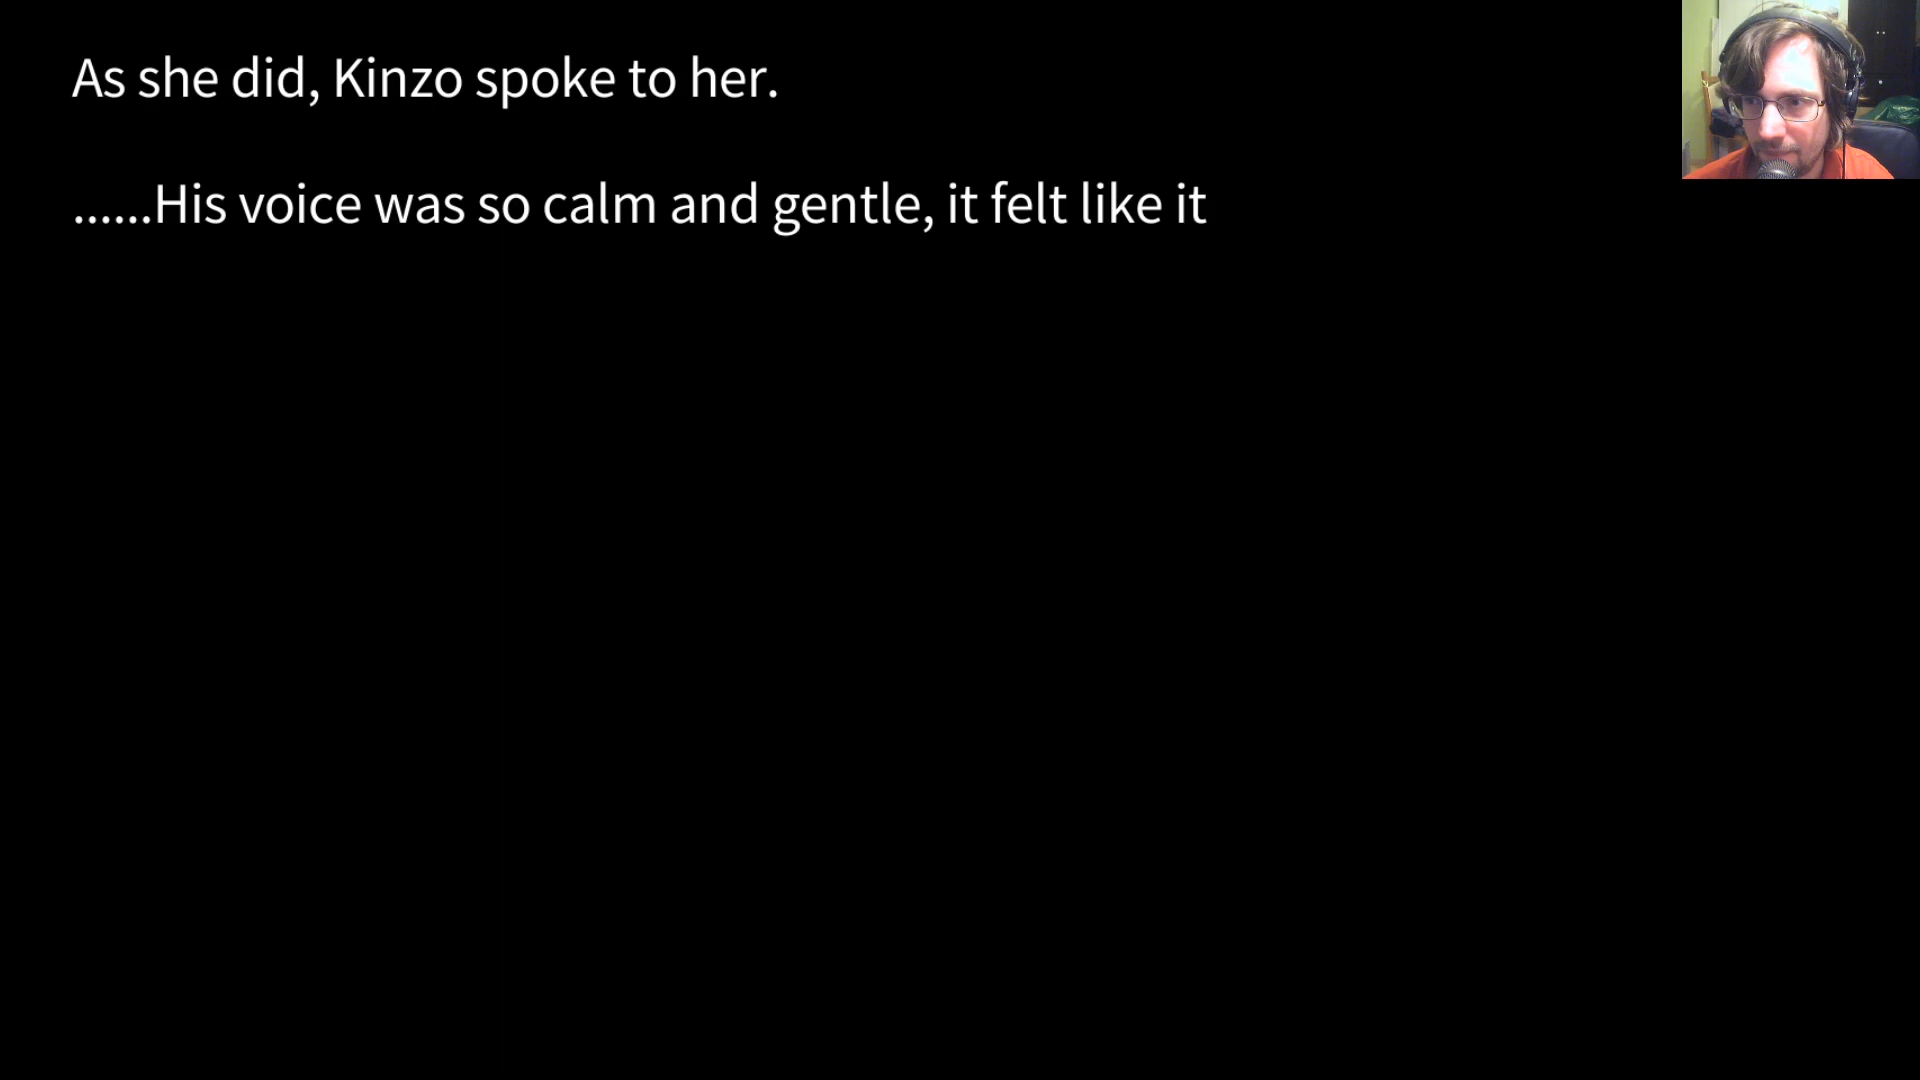 As she did, Kinzo spoke to her.
......His voice was so calm and gentle, it felt like it